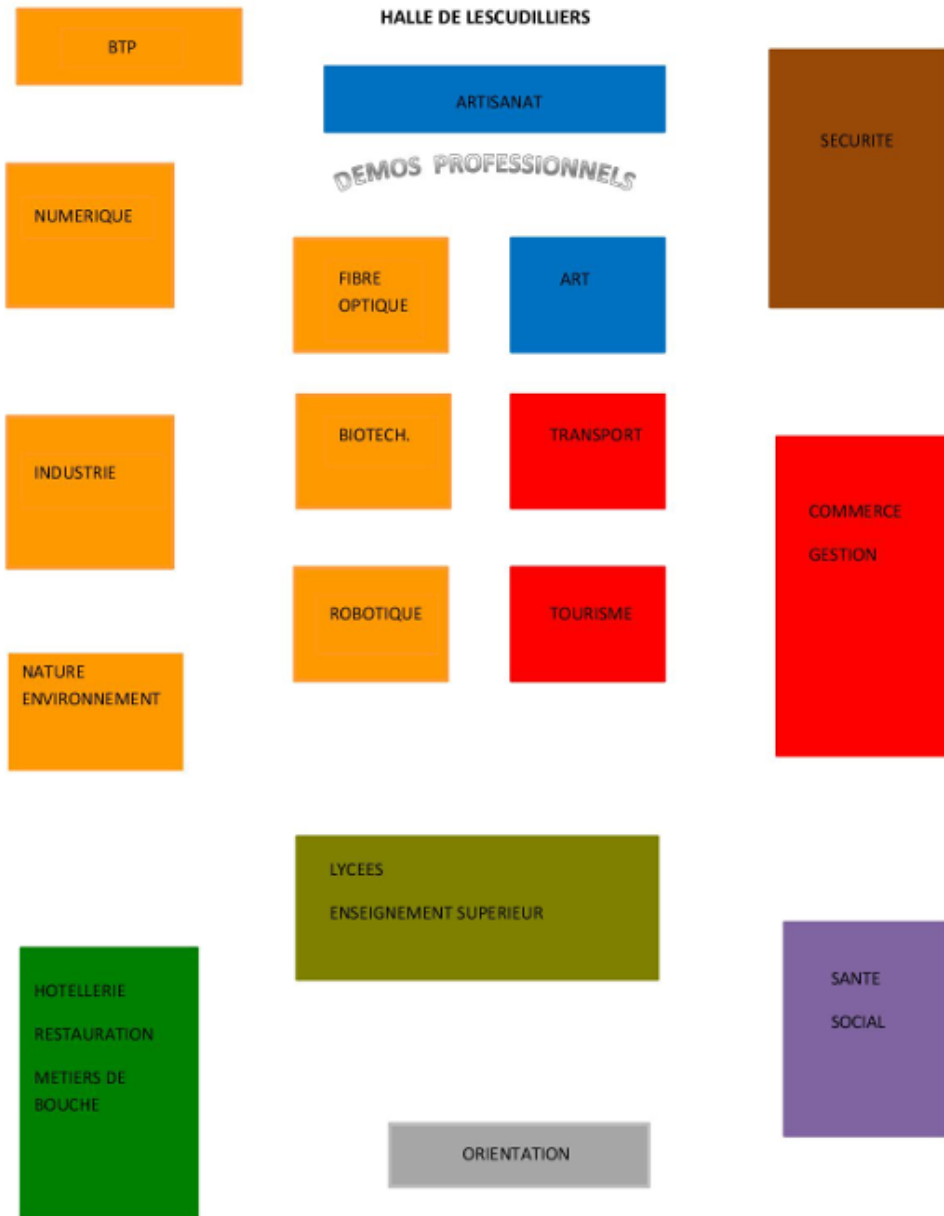 HALLE DE LESCUDILLIERS
BTP
ARTISANAT
SECURITE
DEMOS PROFESSIONNELS
NUMERIQUE
FIBRE
OPTIQUE
ART
BIOTECH.
TRANSPORT
INDUSTRIE
COMMERCE
GESTION
ROBOTIQUE
TOURISME
NATURE
ENVIRONNEMENT
LYCEES
ENSEIGNEMENT SUPERIEUR
HOTELLERIE
RESTAURATION
METIERS DE
BOUCHE
SANTE
SOCIAL
ORIENTATION